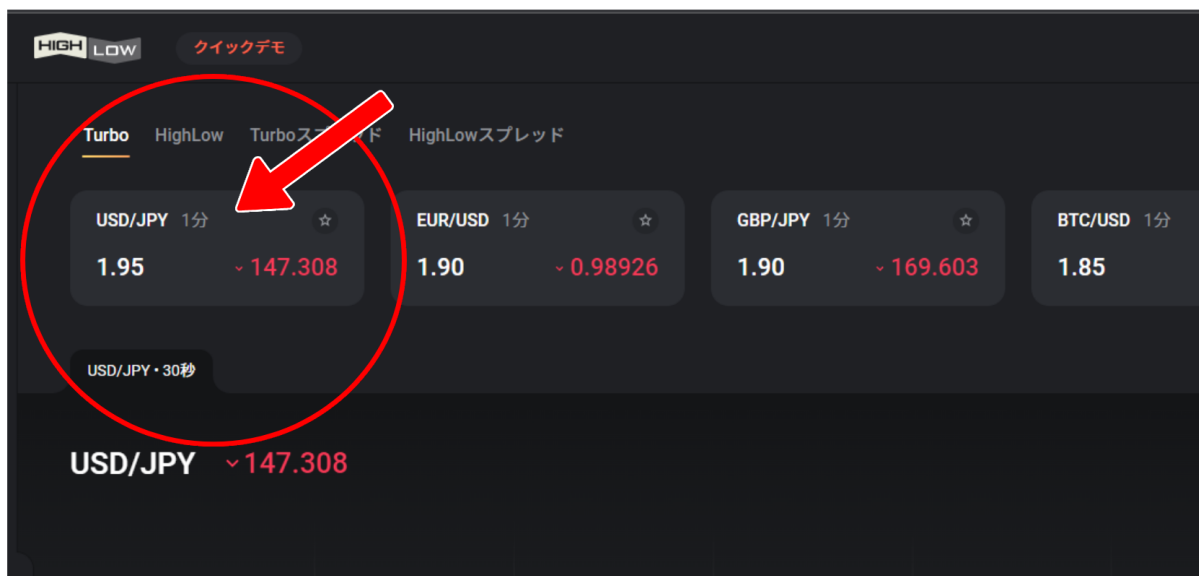 HIGH LOW クイックデモ
Turbo HighLow Turboスプレッド HighLowスプレッド
USD/JPY 1分 EUR/USD 1分 GBP/JPY 1分 BTC/USD 1分
1.95 147.308 1.90 0.98926 1.90 169.603 1.85
USD/JPY・30秒
USD/JPY 147.308